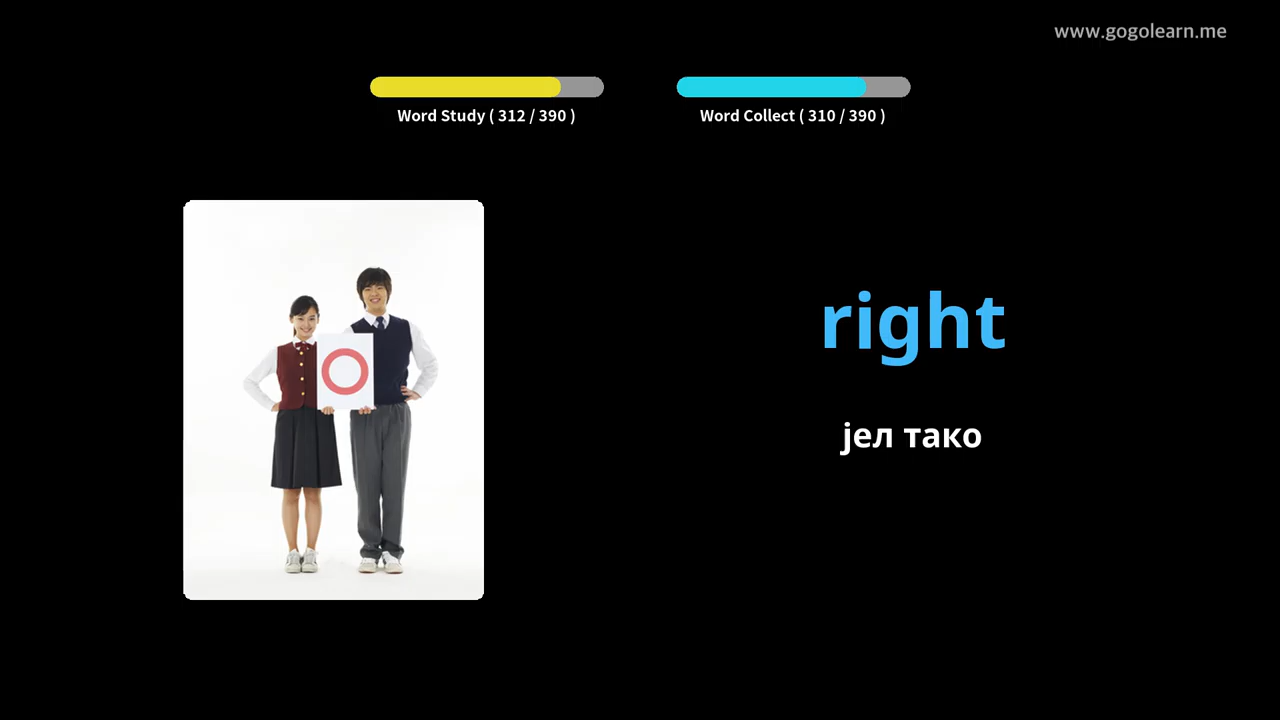 www.gogolearn.me
Word Study ( 312 / 390 )
Word Collect ( 310 / 390 )
right
јел тако